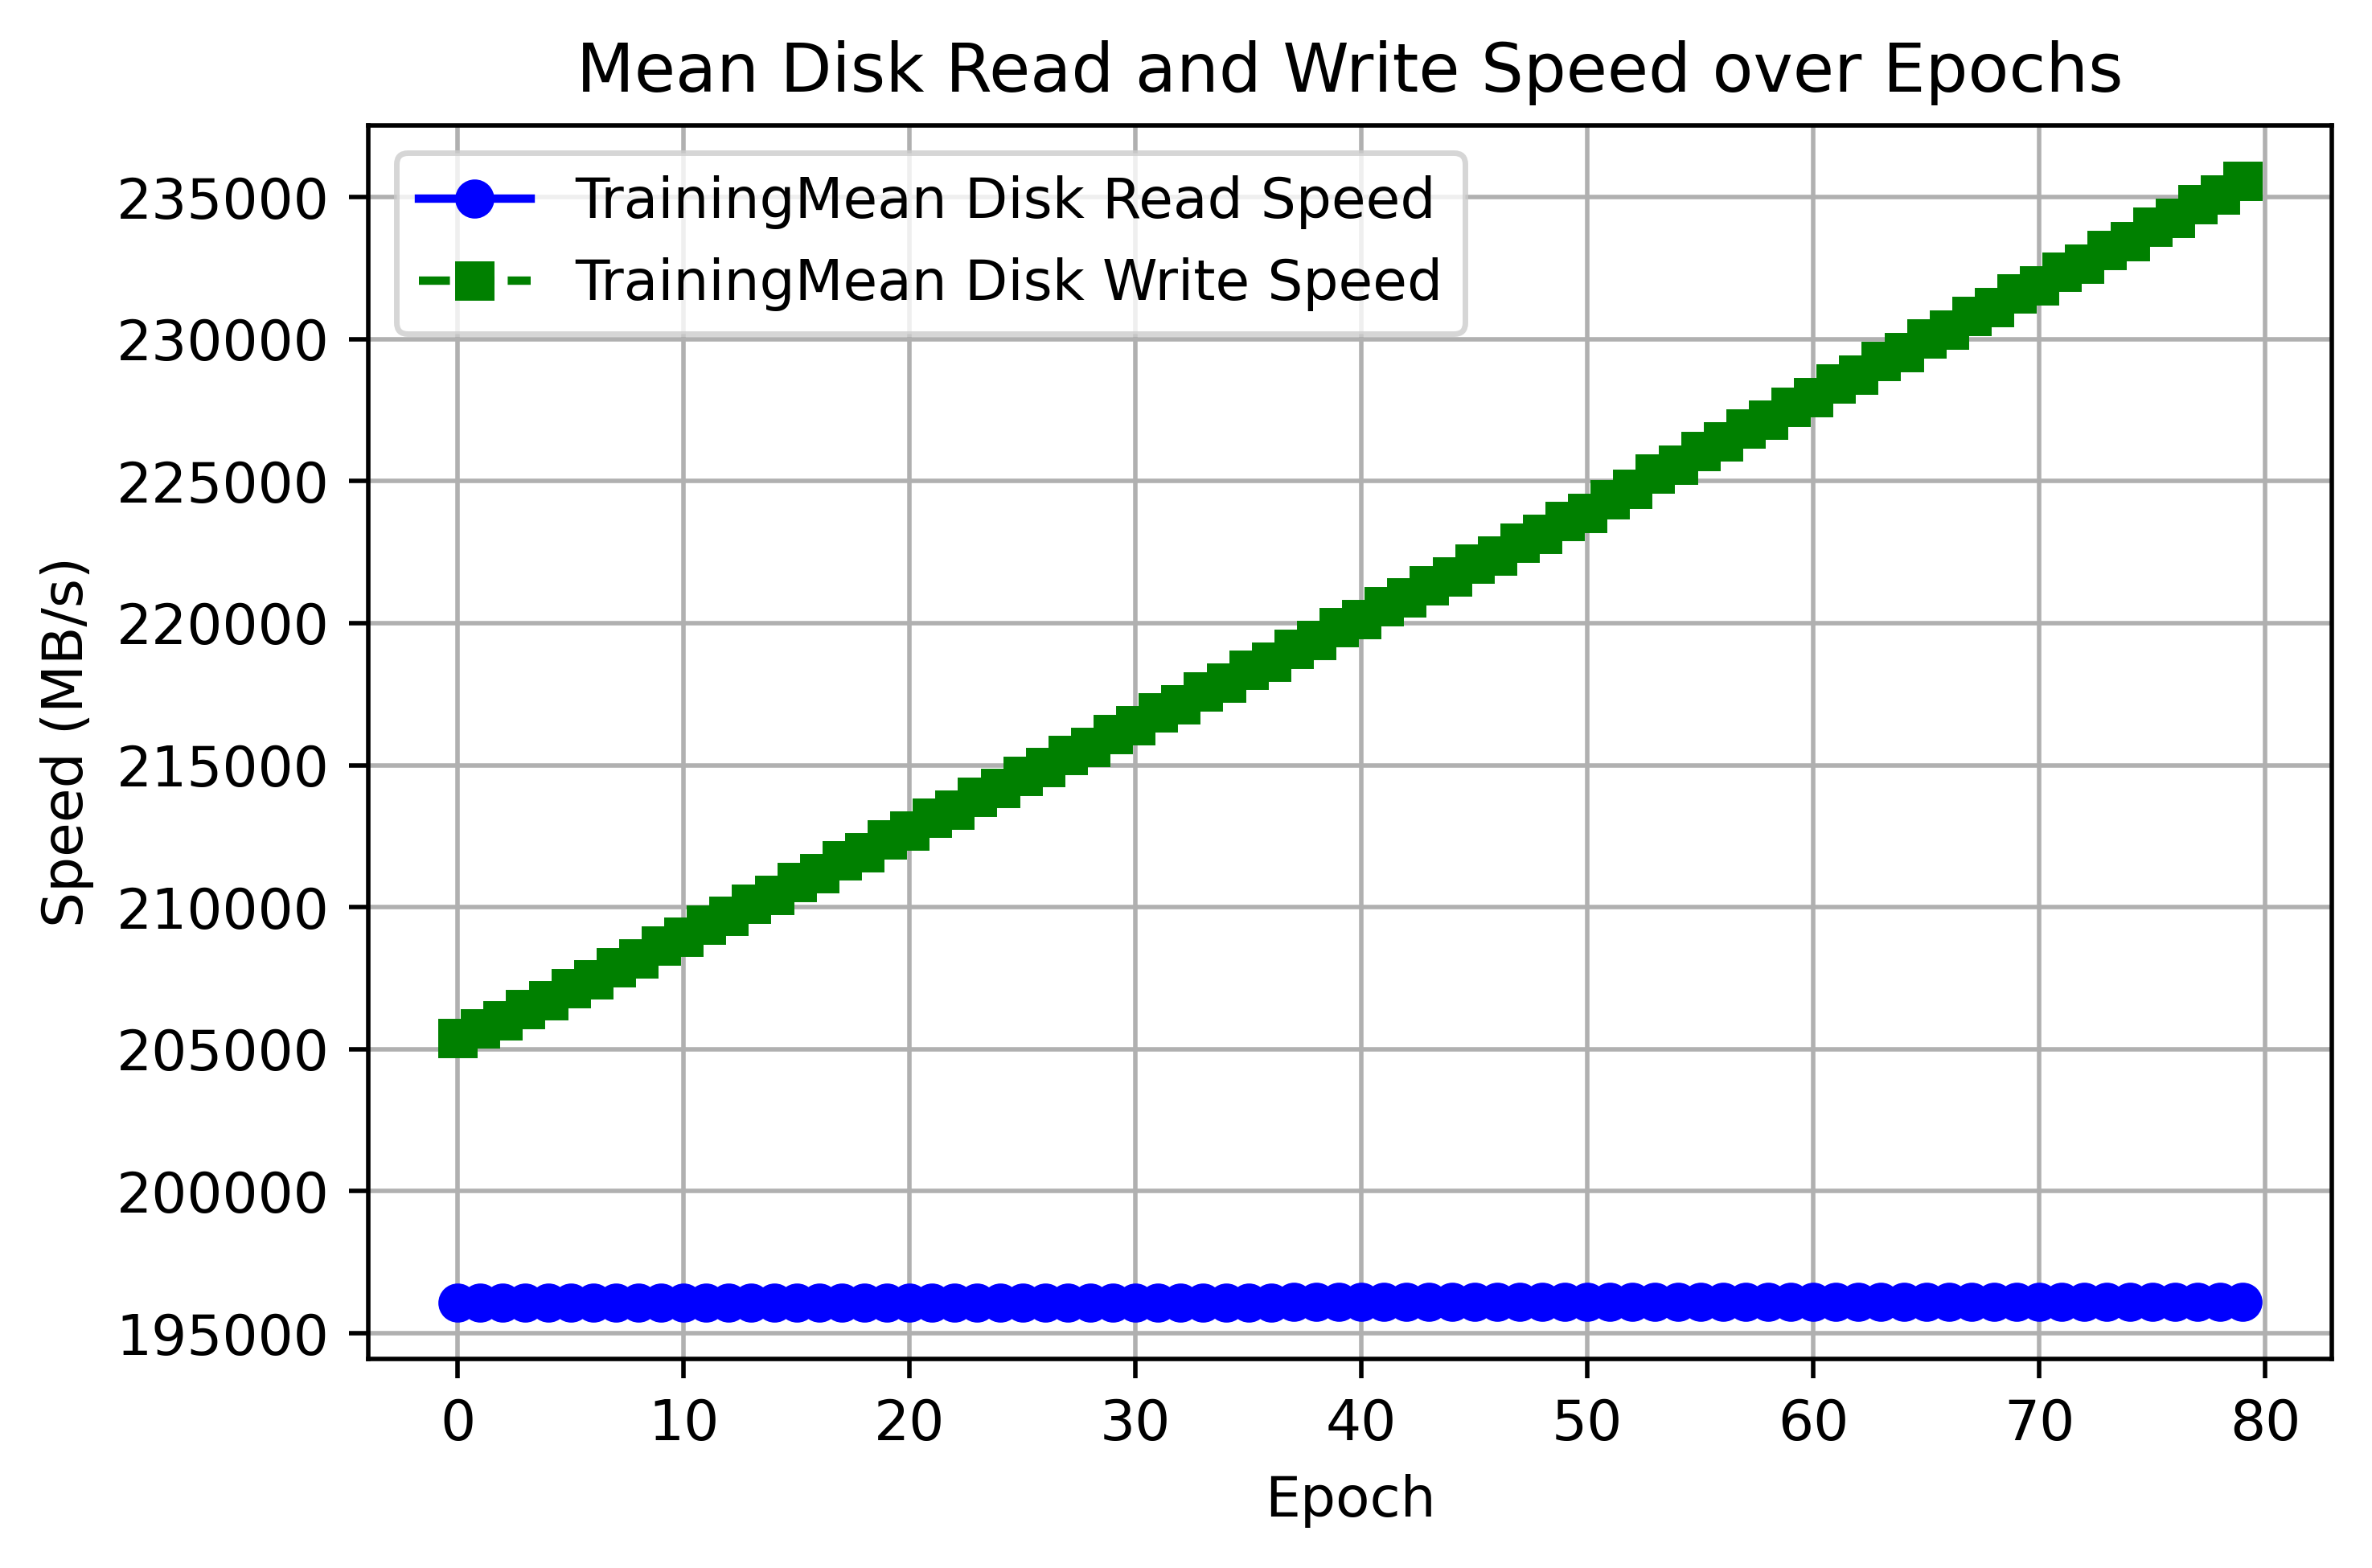 Mean Disk Read and Write Speed over Epochs
TrainingMean Disk Read Speed
TrainingMean Disk Write Speed
Speed (MB/s)
235000
230000
225000
220000
215000
210000
205000
200000
195000
0 10 20 30 40 50 60 70 80
Epoch